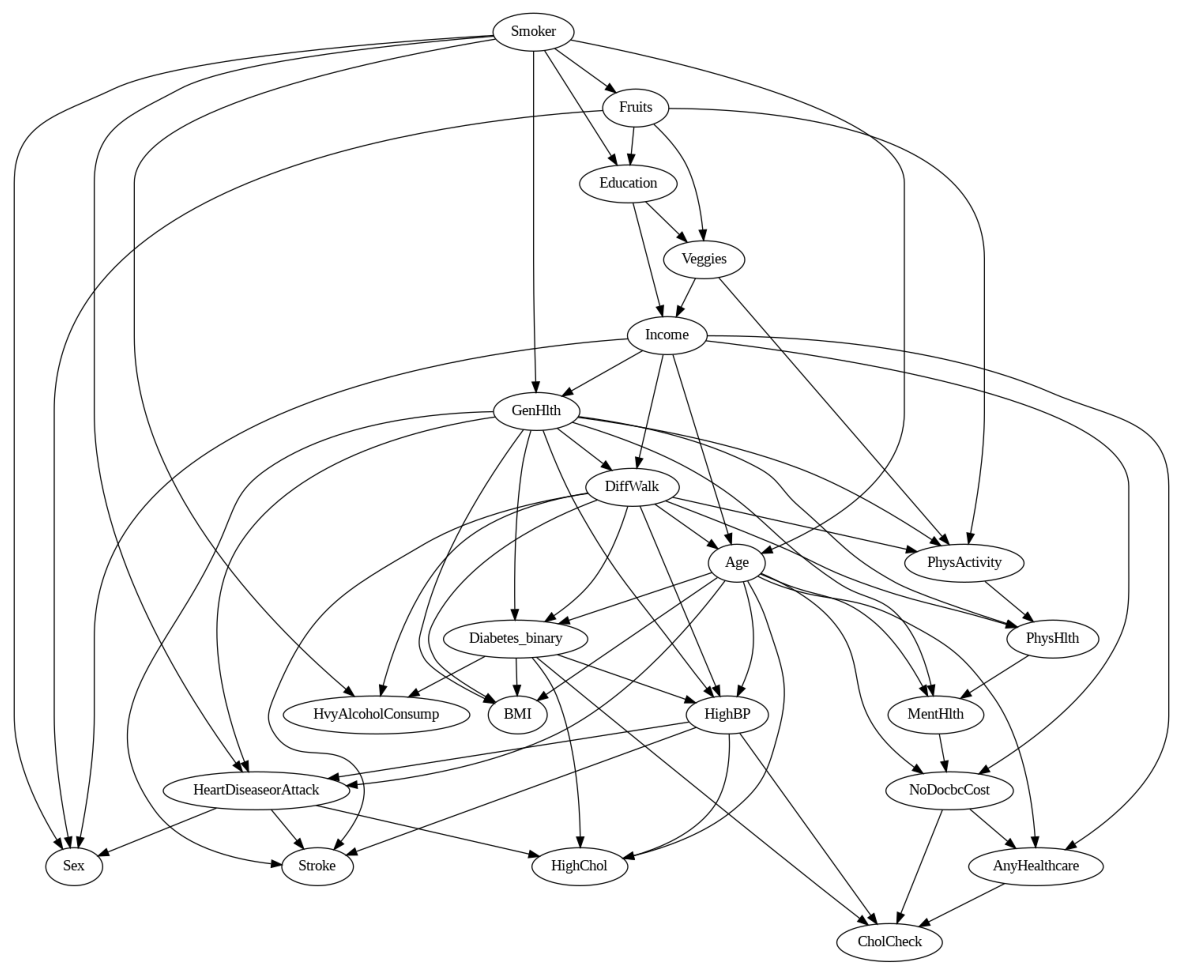 Smoker
Fruits
Education
Veggies
Income
GenHlth
DiffWalk
Age
PhysActivity
Diabetes_binary
PhysHlth
HvyAlcoholConsump
BMI
HighBP
MentHlth
HeartDiseaseorAttack
NoDocbcCost
Sex
Stroke
HighChol
AnyHealthcare
CholCheck